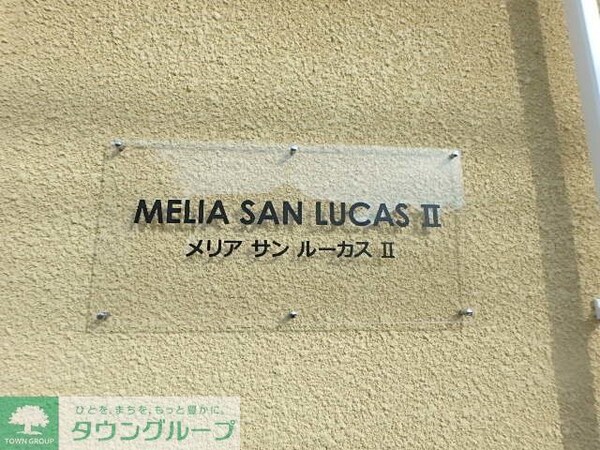 MELIA SAN LUCAS Ⅱ
メリア サン ルーカス Ⅱ
ひとを、まちを、もっと豊かに。
タウングループ
TOWN GROUP